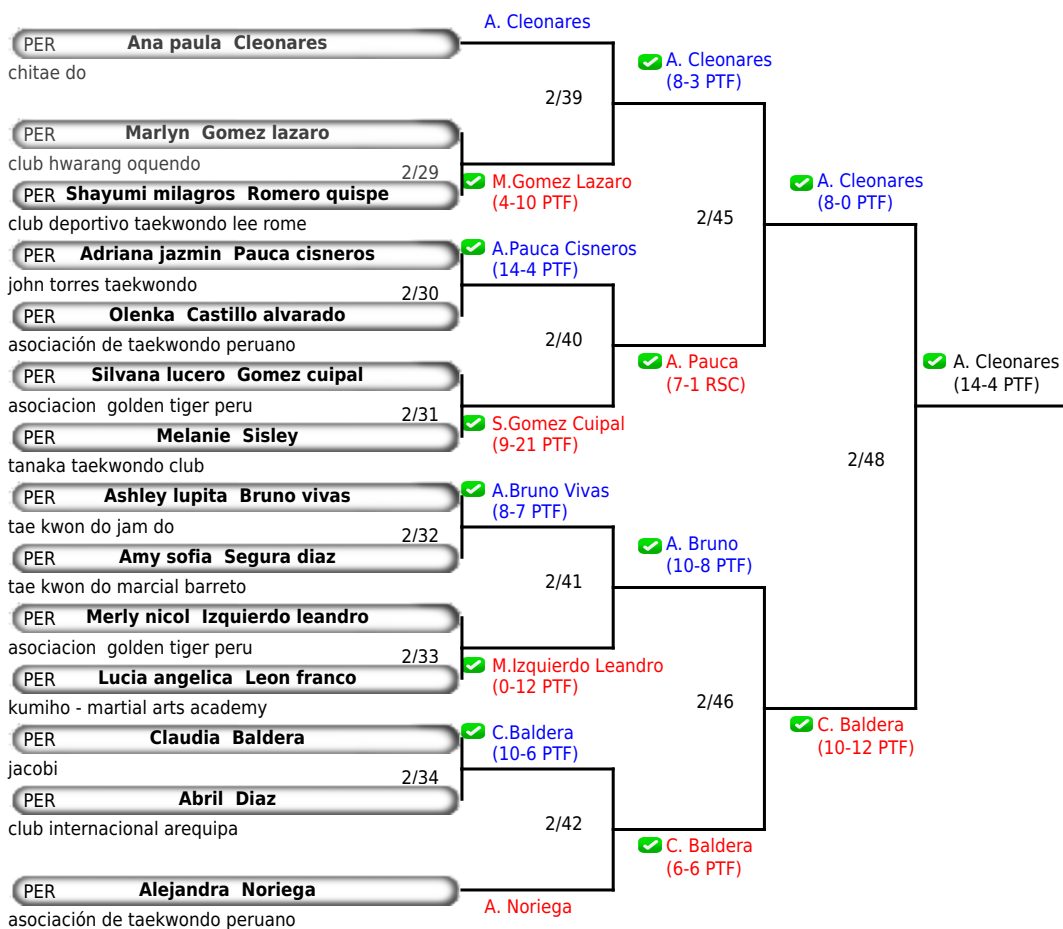 A. Cleonares
PER Ana paula Cleonares
chitae do
A. Cleonares
(8-3 PTF)
2/39
PER Marlyn Gomez lazaro
club hwarang oquendo
2/29
M.Gomez Lazaro
(4-10 PTF)
PER Shayumi milagros Romero quispe
club deportivo taekwondo lee rome
A. Cleonares
(8-0 PTF)
2/45
PER Adriana jazmin Pauca cisneros
john torres taekwondo
A.Pauca Cisneros
(14-4 PTF)
2/30
PER Olenka Castillo alvarado
asociación de taekwondo peruano
2/40
A. Pauca
(7-1 RSC)
A. Cleonares
(14-4 PTF)
PER Silvana lucero Gomez cuipal
asociacion golden tiger peru
2/31
S.Gomez Cuipal
(9-21 PTF)
PER Melanie Sisley
tanaka taekwondo club
2/48
PER Ashley lupita Bruno vivas
tae kwon do jam do
A.Bruno Vivas
(8-7 PTF)
2/32
PER Amy sofia Segura diaz
tae kwon do marcial barreto
A. Bruno
(10-8 PTF)
2/41
PER Merly nicol Izquierdo leandro
asociacion golden tiger peru
2/33
M.Izquierdo Leandro
(0-12 PTF)
PER Lucia angelica Leon franco
kumiho - martial arts academy
2/46
C. Baldera
(10-12 PTF)
PER Claudia Baldera
jacobi
C.Baldera
(10-6 PTF)
2/34
PER Abril Diaz
club internacional arequipa
2/42
C. Baldera
(6-6 PTF)
PER Alejandra Noriega
asociación de taekwondo peruano
A. Noriega